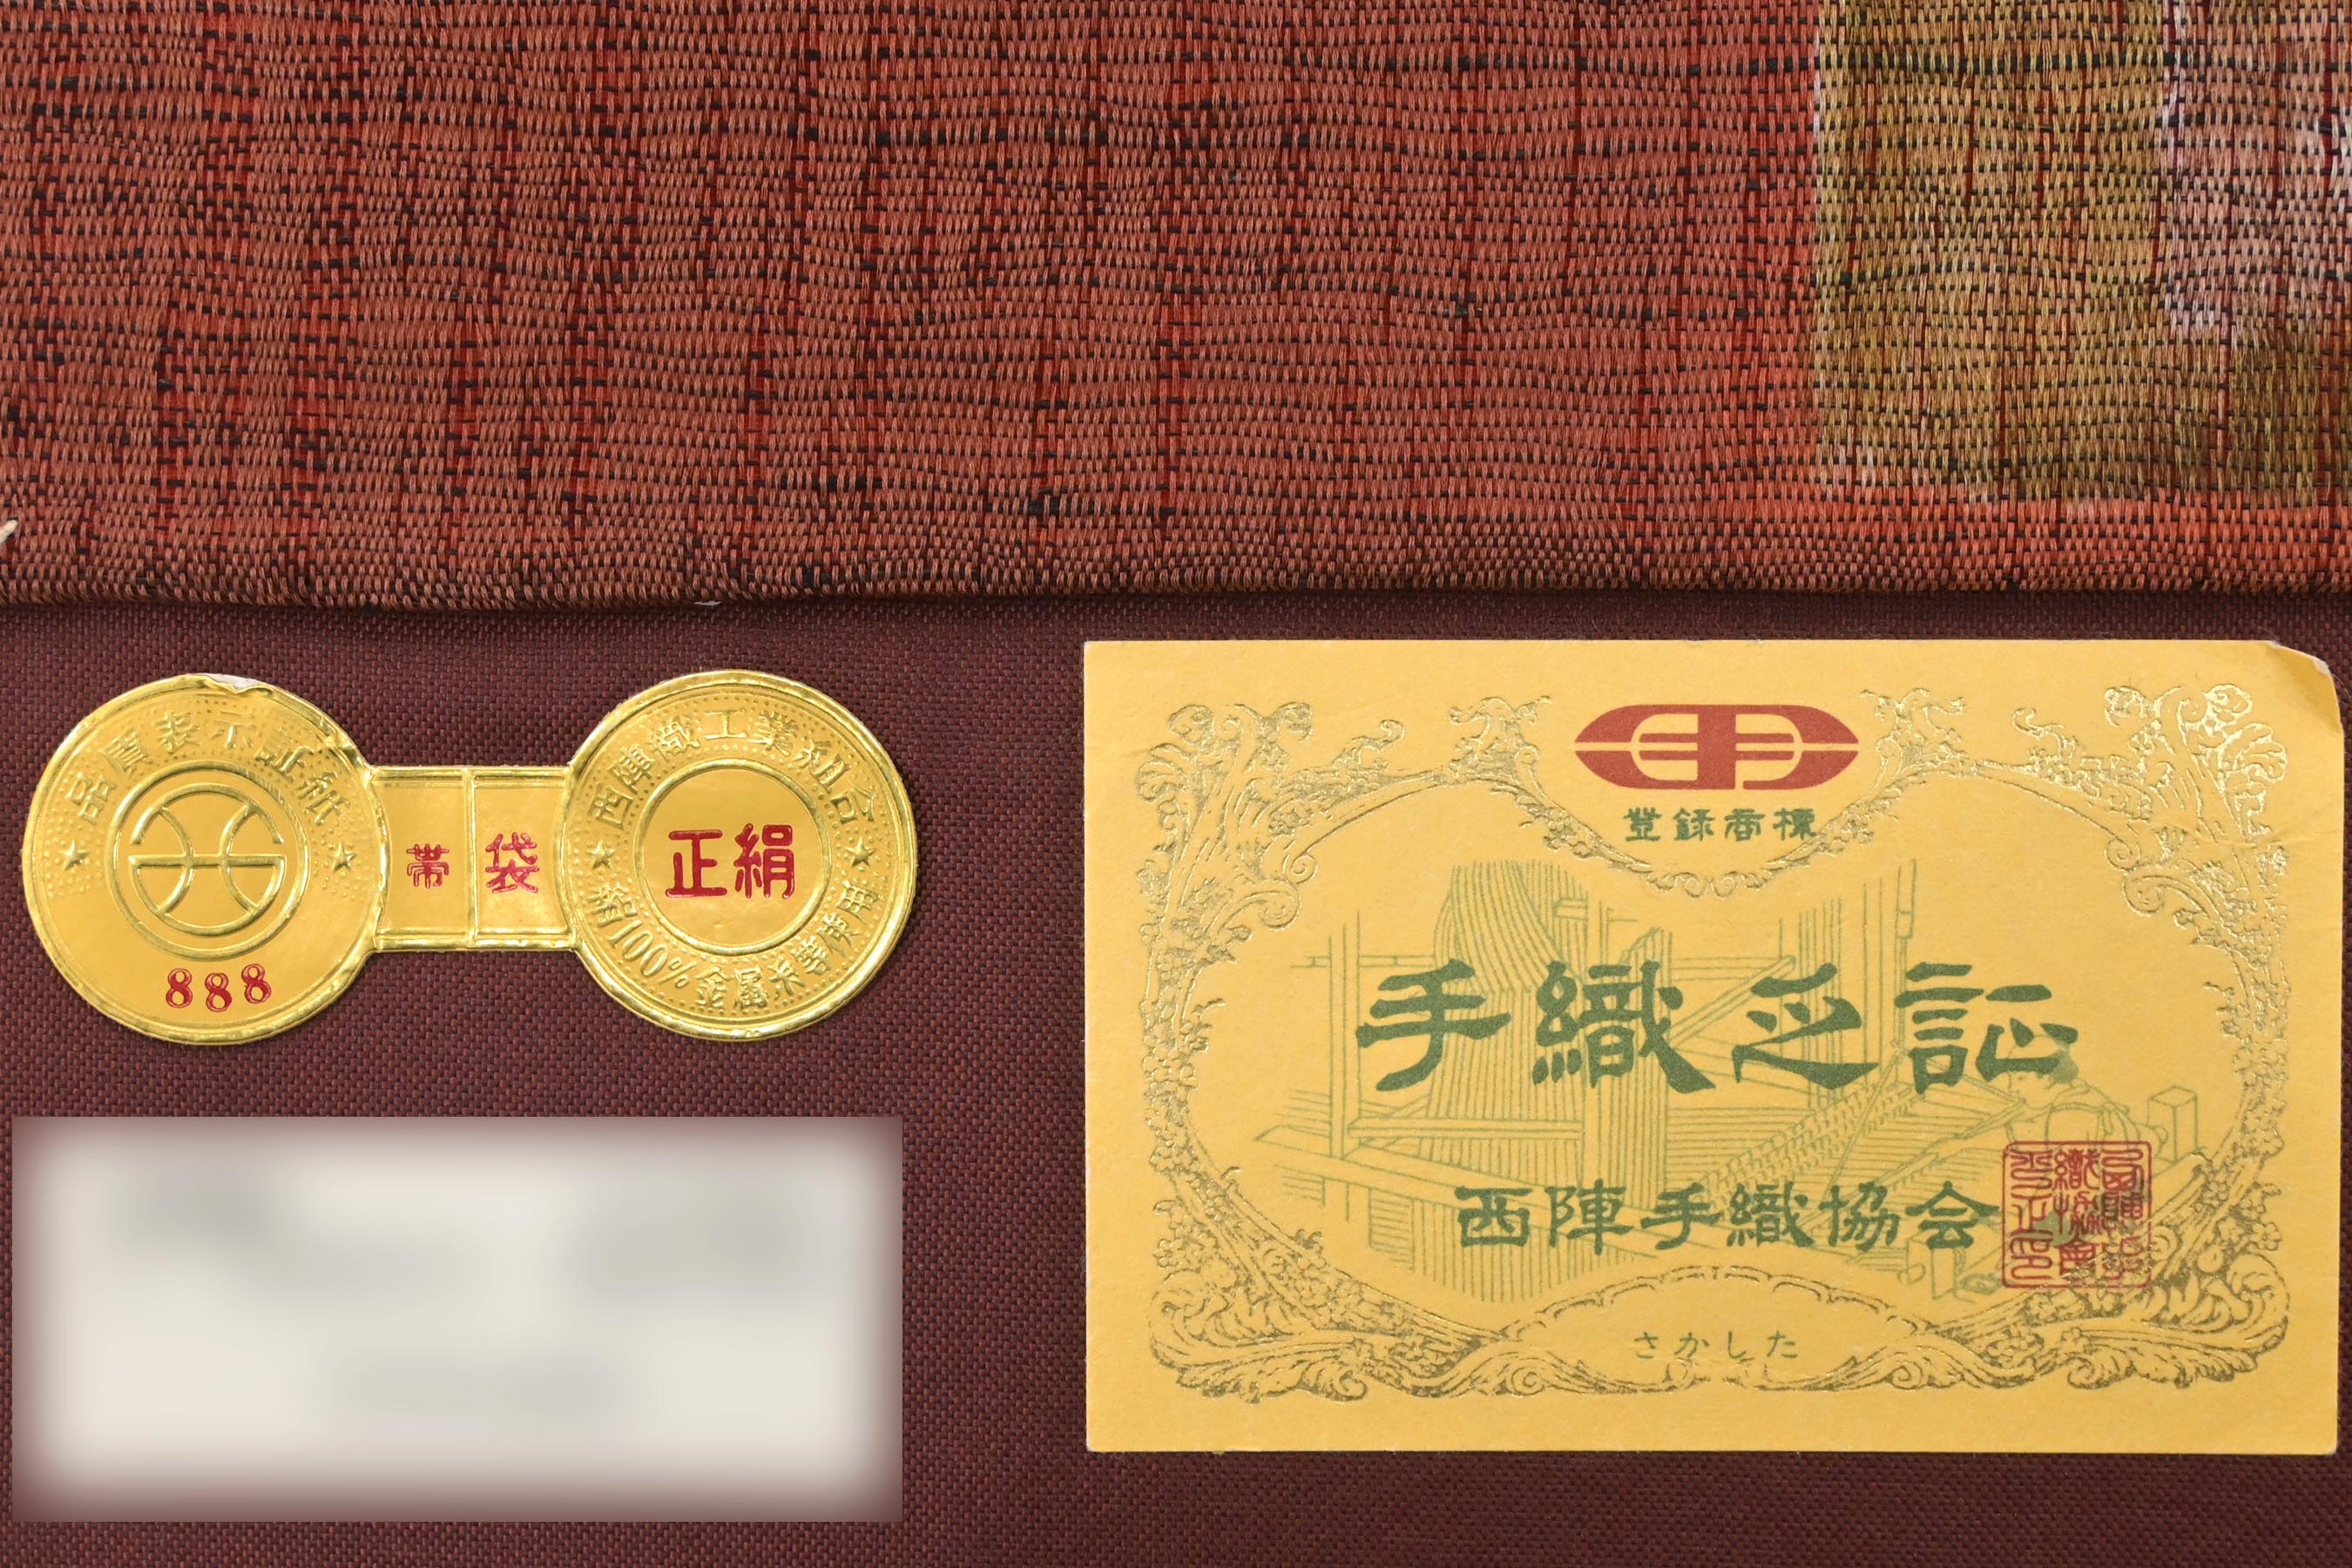 品質表示証紙
888
帯 袋
西陣織工業組合
正絹
絹100% 金属糸等使用
登録商標
手織之証
西陣手織協会
さかした